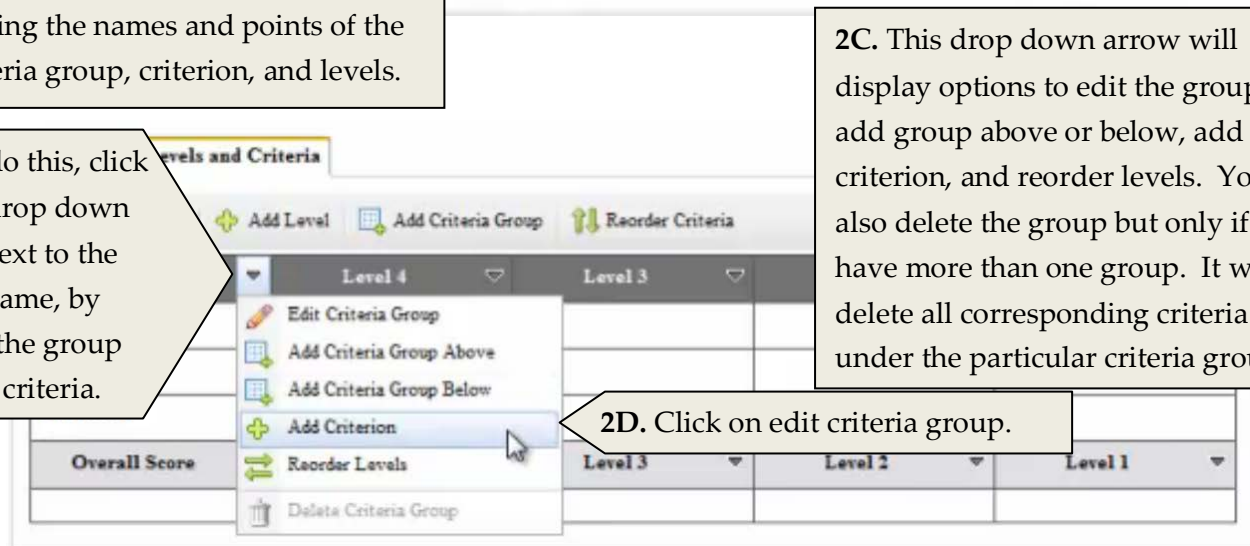 ing the names and points of the
eria group, criterion, and levels.
2C. This drop down arrow will
display options to edit the group
add group above or below, add
criterion, and reorder levels. Yo
also delete the group but only if
have more than one group. It w
delete all corresponding criteria
under the particular criteria grou
lo this, click
drop down
ext to the
ame, by
the group
criteria.
evels and Criteria
Add Level Add Criteria Group Reorder Criteria
Level 4 Level 3
Edit Criteria Group
Add Criteria Group Above
Add Criteria Group Below
Add Criterion
Reorder Levels
Delete Criteria Group
2D. Click on edit criteria group.
Overall Score Level 3 Level 2 Level 1